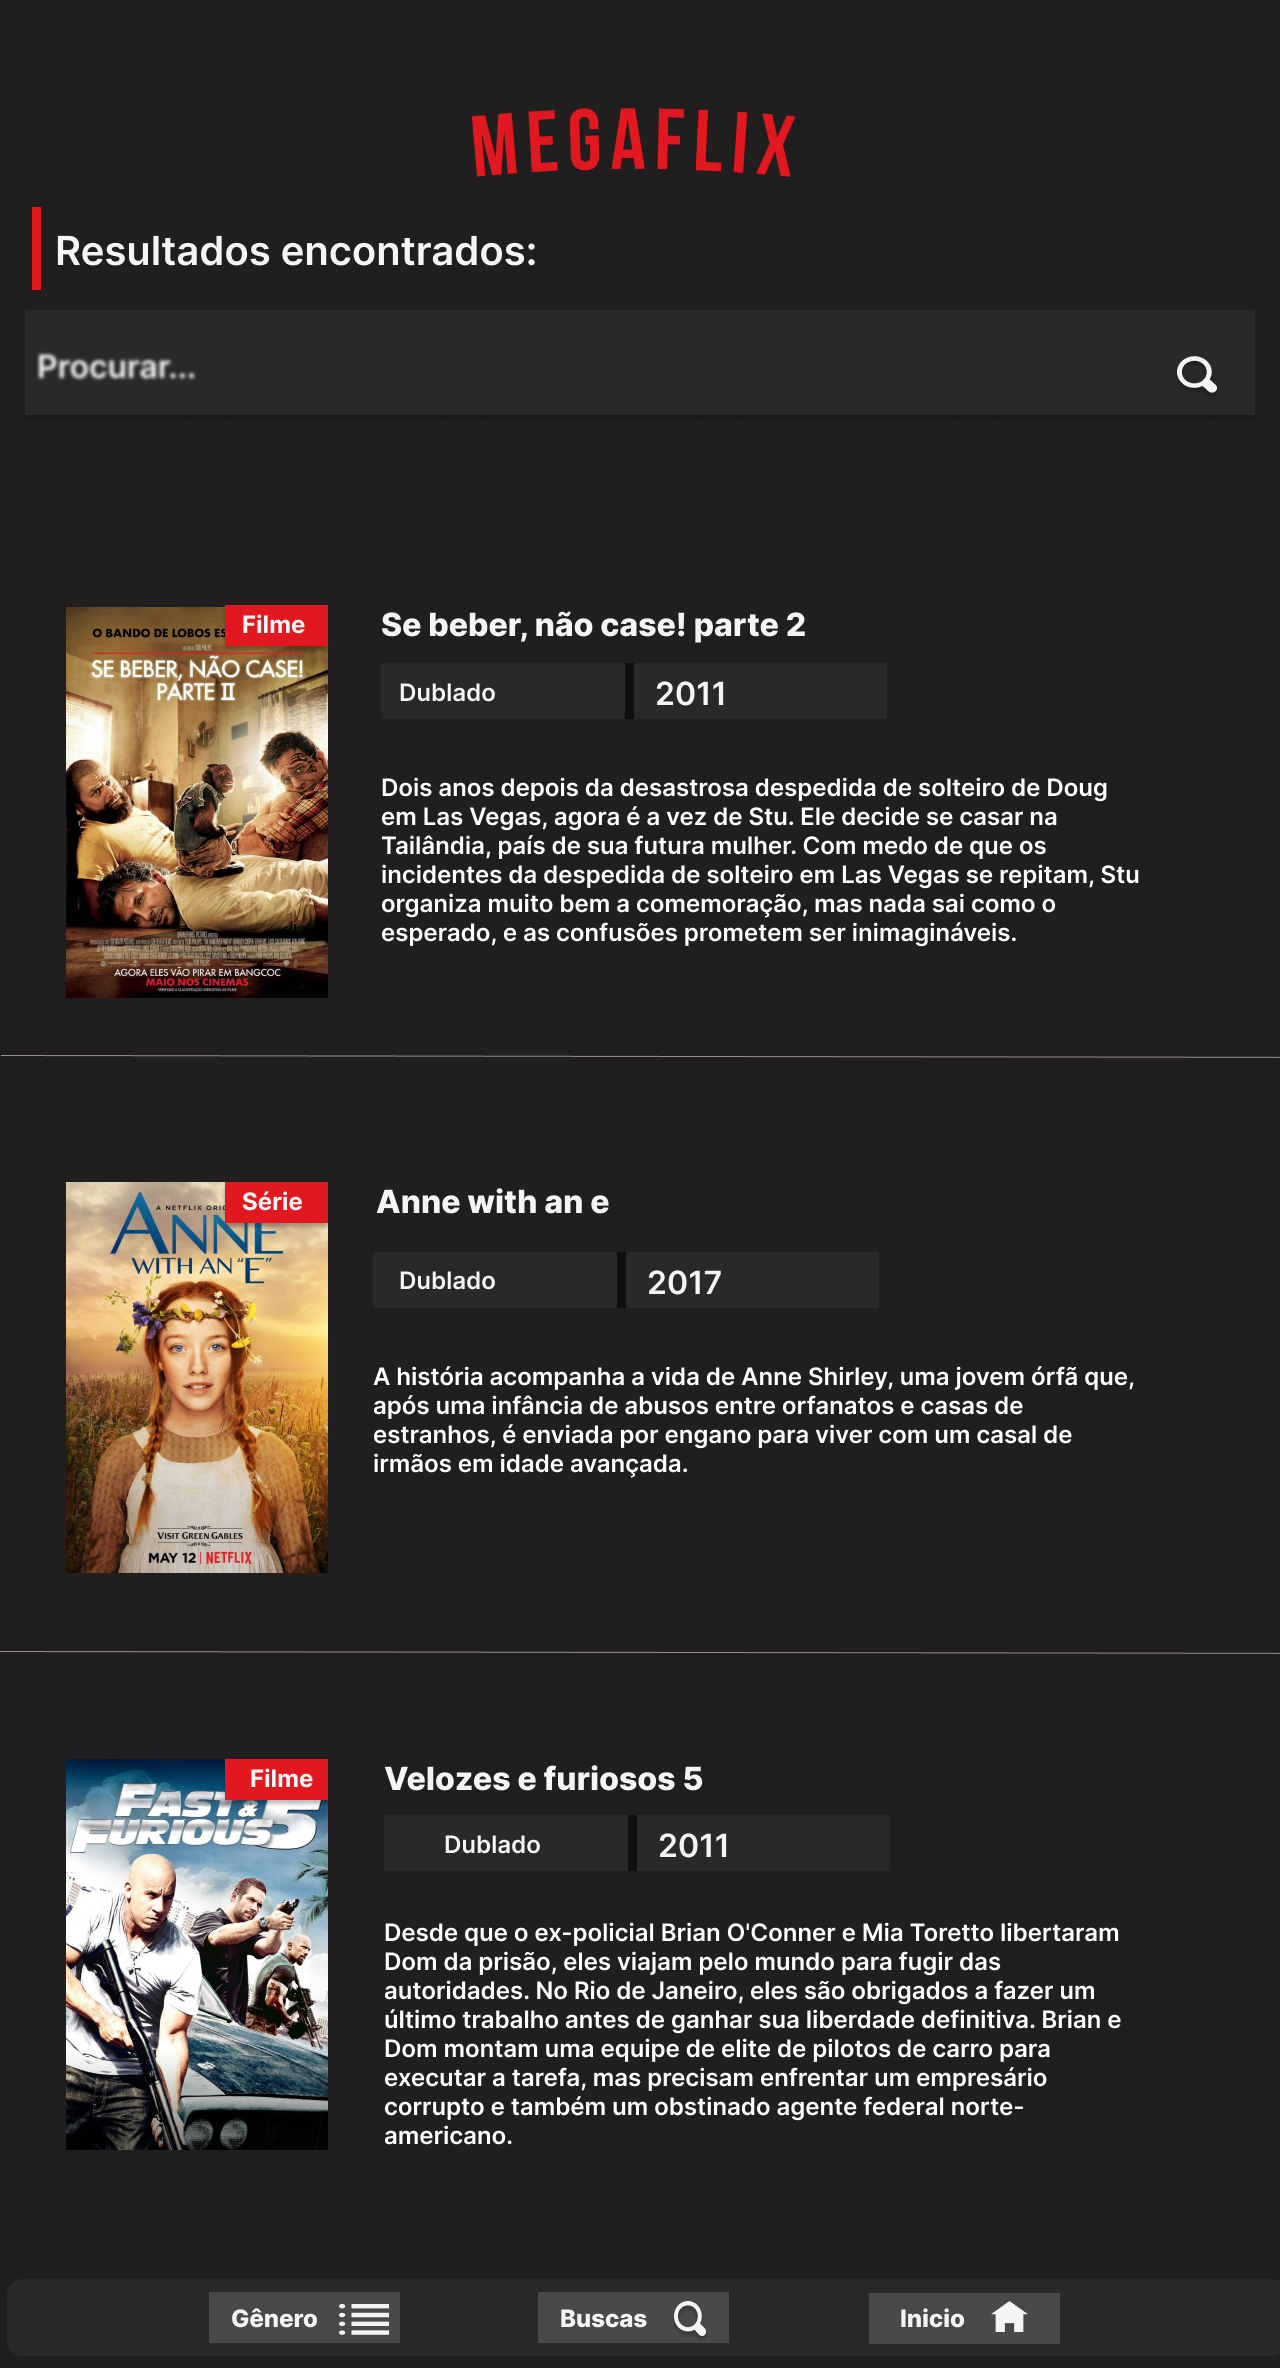 MEGAFLIX
Resultados encontrados:
Procurar...
O BANDO DE LOBOS
Filme
SE BEBER, NÃO CASE!
PARTE II
AGORA ELES VÃO PIRAR EM BANGCOC
MAIO NOS CINEMAS
Se beber, não case! parte 2
Dublado
2011
Dois anos depois da desastrosa despedida de solteiro de Doug
em Las Vegas, agora é a vez de Stu. Ele decide se casar na
Tailândia, país de sua futura mulher. Com medo de que os
incidentes da despedida de solteiro em Las Vegas se repitam, Stu
organiza muito bem a comemoração, mas nada sai como o
esperado, e as confusões prometem ser inimagináveis.
A NETFLIX
Série
ANNE
WITH AN "E"
VISIT GREEN GABLES
MAY 12 | NETFLIX
Anne with an e
Dublado
2017
A história acompanha a vida de Anne Shirley, uma jovem órfã que,
após uma infância de abusos entre orfanatos e casas de
estranhos, é enviada por engano para viver com um casal de
irmãos em idade avançada.
Filme
FAST &
FURIOUS 5
Velozes e furiosos 5
Dublado
2011
Desde que o ex-policial Brian O'Conner e Mia Toretto libertaram
Dom da prisão, eles viajam pelo mundo para fugir das
autoridades. No Rio de Janeiro, eles são obrigados a fazer um
último trabalho antes de ganhar sua liberdade definitiva. Brian e
Dom montam uma equipe de elite de pilotos de carro para
executar a tarefa, mas precisam enfrentar um empresário
corrupto e também um obstinado agente federal norte-
americano.
Gênero
Buscas
Inicio